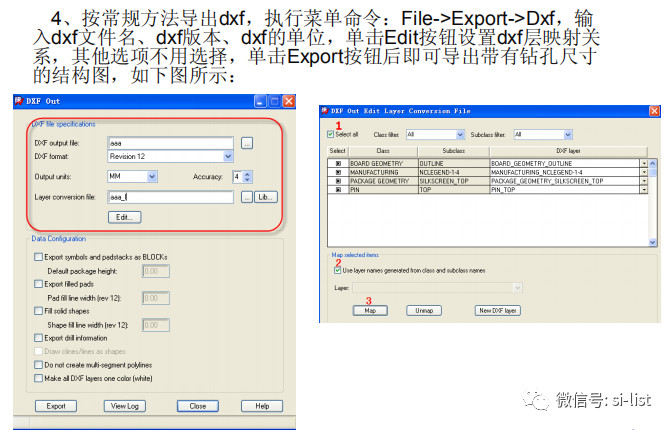 4、按常规方法导出dxf，执行菜单命令：File->Export->Dxf，输
入dxf文件名、dxf版本、dxf的单位，单击Edit按钮设置dxf层映射关
系，其他选项不用选择，单击Export按钮后即可导出带有钻孔尺寸
的结构图，如下图所示：
DXF Out
DXF file specifications
DXF output file: aaa ...
DXF format: Revision 12
Output units: MM Accuracy: 4
Layer conversion file: aaa_l ... Lib...
Edit...
Data Configuration
Export symbols and padstacks as BLOCKs
Default package height: 0.00
Export filled pads
Pad fill line width (rev 12): 0.00
Fill solid shapes
Shape fill line width (rev 12): 0.00
Export drill information
Draw clines/lines as shapes
Do not create multi-segment polylines
Make all DXF layers one color (white)
Export View Log Close Help
DXF Out Edit Layer Conversion File
1
Select all Class filter: All Subclass filter: All
Select Class Subclass DXF layer
BOARD GEOMETRY OUTLINE BOARD_GEOMETRY_OUTLINE
MANUFACTURING NCLEGEND-1-4 MANUFACTURING_NCLEGEND-1-4
PACKAGE GEOMETRY SILKSCREEN_TOP PACKAGE_GEOMETRY_SILKSCREEN_TOP
PIN TOP PIN_TOP
Map selected items
2
Use layer names generated from class and subclass names
Layer:
3
Map Unmap New DXF layer
微信号: si-list